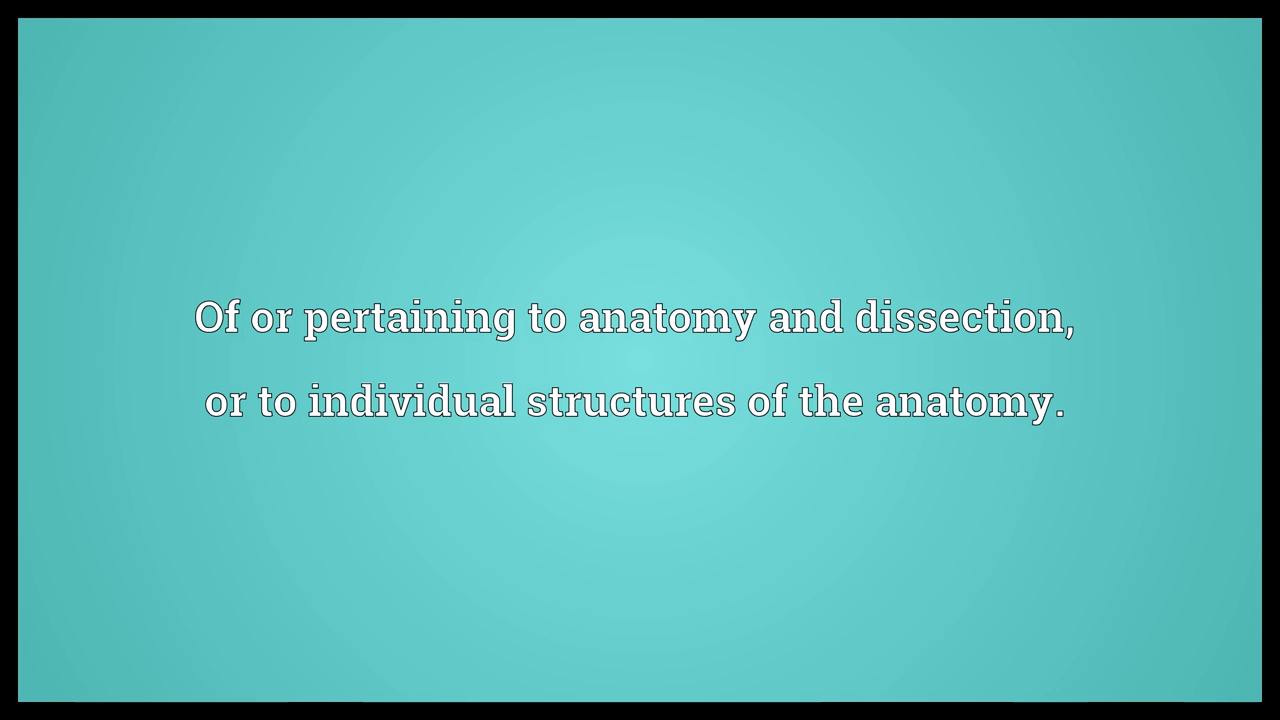 Of or pertaining to anatomy and dissection,
or to individual structures of the anatomy.